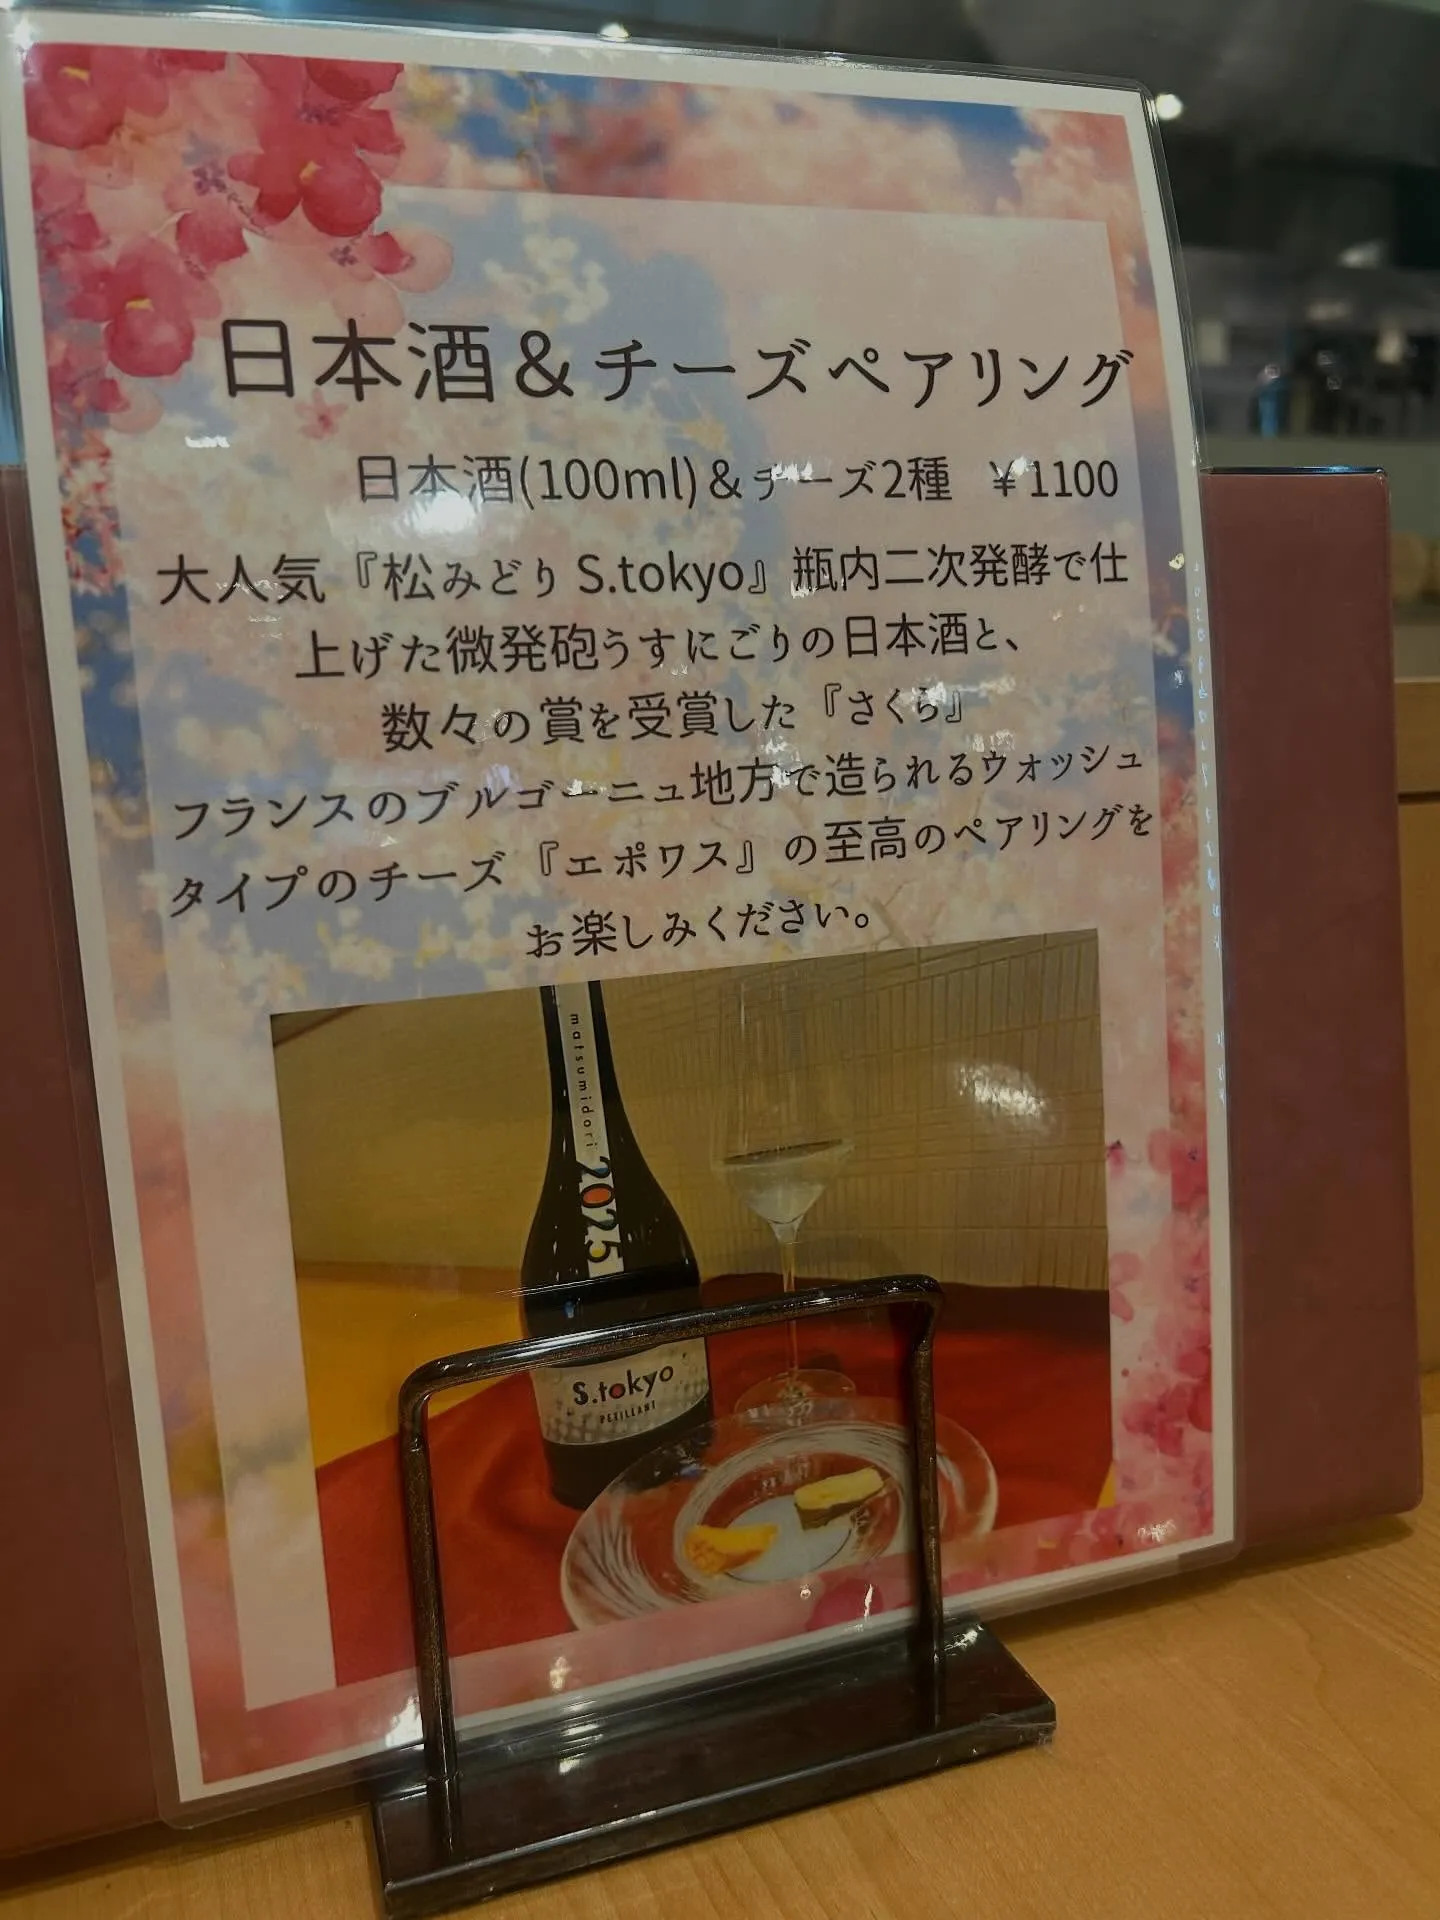 日本酒&チーズペアリング
日本酒(100ml)&チーズ2種 ￥1100
大人気『松みどり S.tokyo』瓶内二次発酵で仕
上げた微発砲うすにごりの日本酒と、
数々の賞を受賞した『さくら』
フランスのブルゴーニュ地方で造られるウォッシュ
タイプのチーズ『エポワス』の至高のペアリングを
お楽しみください。
matsumidori 2025
S.tokyo
PETILLANT